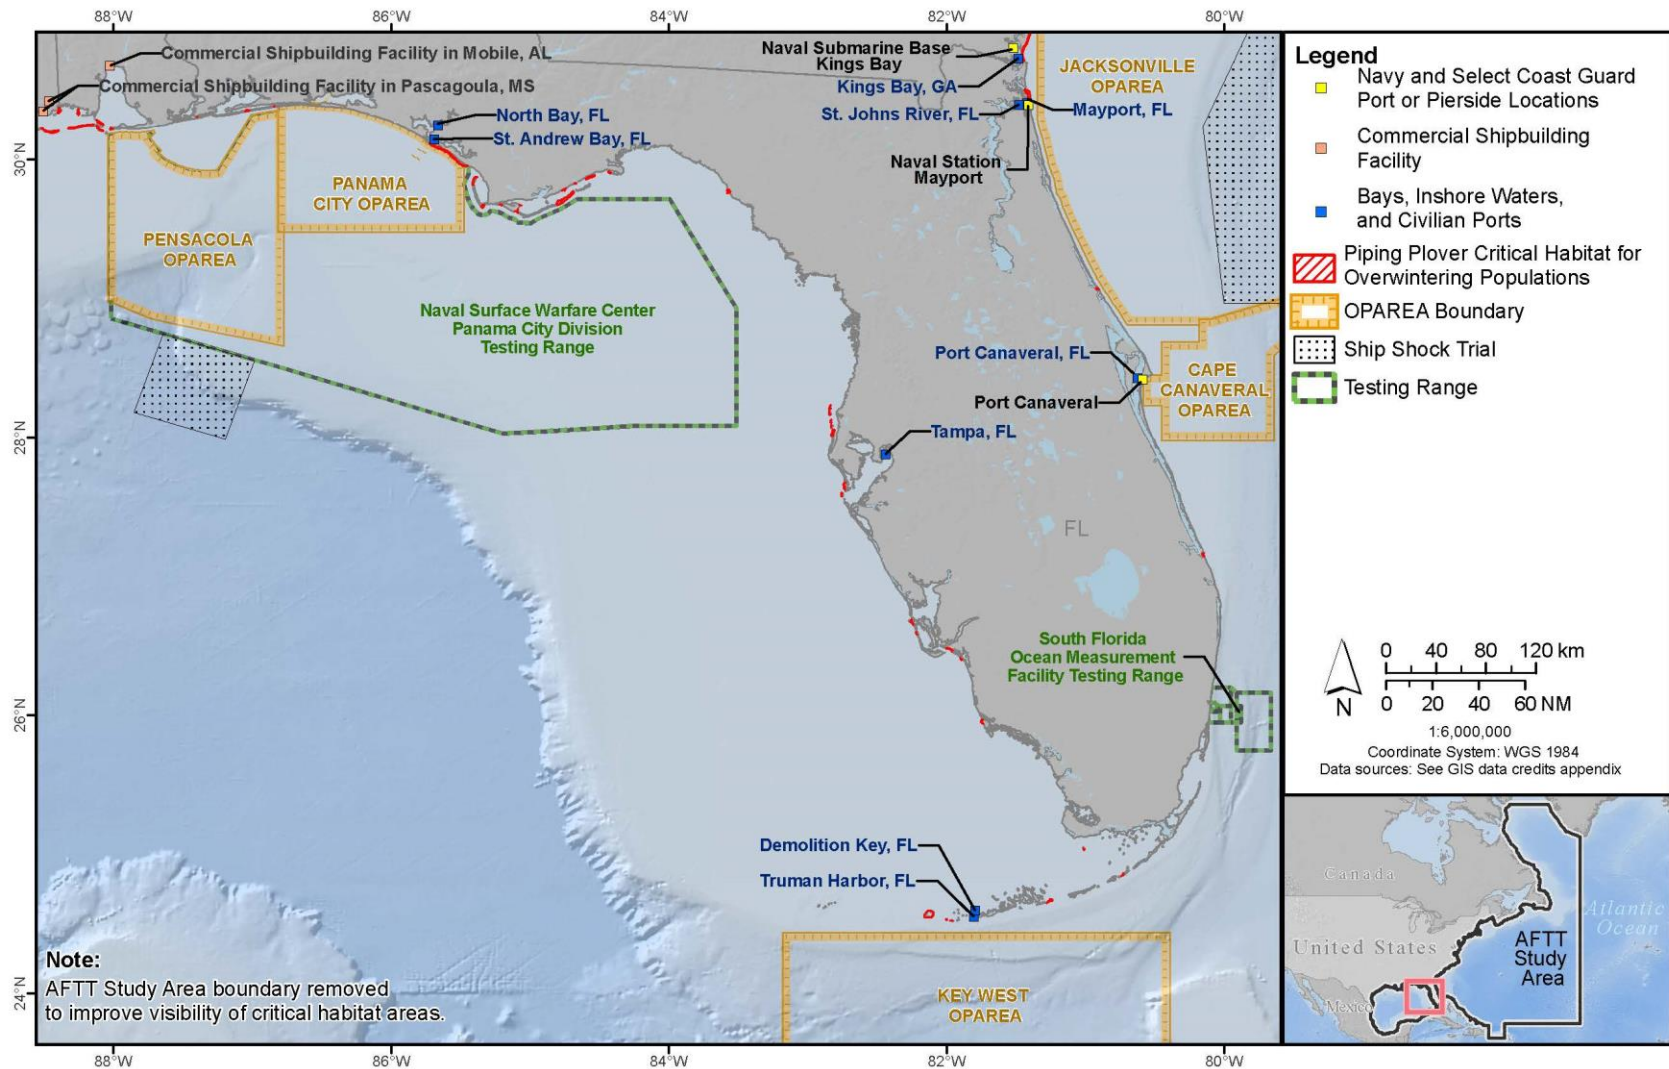 88°W
86°W
84°W
82°W
80°W
Commercial Shipbuilding Facility in Mobile, AL
Commercial Shipbuilding Facility in Pascagoula, MS
North Bay, FL
St. Andrew Bay, FL
Naval Submarine Base
Kings Bay
Kings Bay, GA
St. Johns River, FL
Mayport, FL
Naval Station
Mayport
JACKSONVILLE
OPAREA
30°N
PANAMA
CITY OPAREA
PENSACOLA
OPAREA
Naval Surface Warfare Center
Panama City Division
Testing Range
Port Canaveral, FL
Port Canaveral
CAPE
CANAVERAL
OPAREA
28°N
Tampa, FL
FL
South Florida
Ocean Measurement
Facility Testing Range
26°N
Demolition Key, FL
Truman Harbor, FL
KEY WEST
OPAREA
24°N
Note:
AFTT Study Area boundary removed
to improve visibility of critical habitat areas.
88°W
86°W
84°W
82°W
80°W
Legend
Navy and Select Coast Guard
Port or Pierside Locations
Commercial Shipbuilding
Facility
Bays, Inshore Waters,
and Civilian Ports
Piping Plover Critical Habitat for
Overwintering Populations
OPAREA Boundary
Ship Shock Trial
Testing Range
N
0 40 80 120 km
0 20 40 60 NM
1:6,000,000
Coordinate System: WGS 1984
Data sources: See GIS data credits appendix
Canada
United States
Mexico
Atlantic
Ocean
AFTT
Study
Area